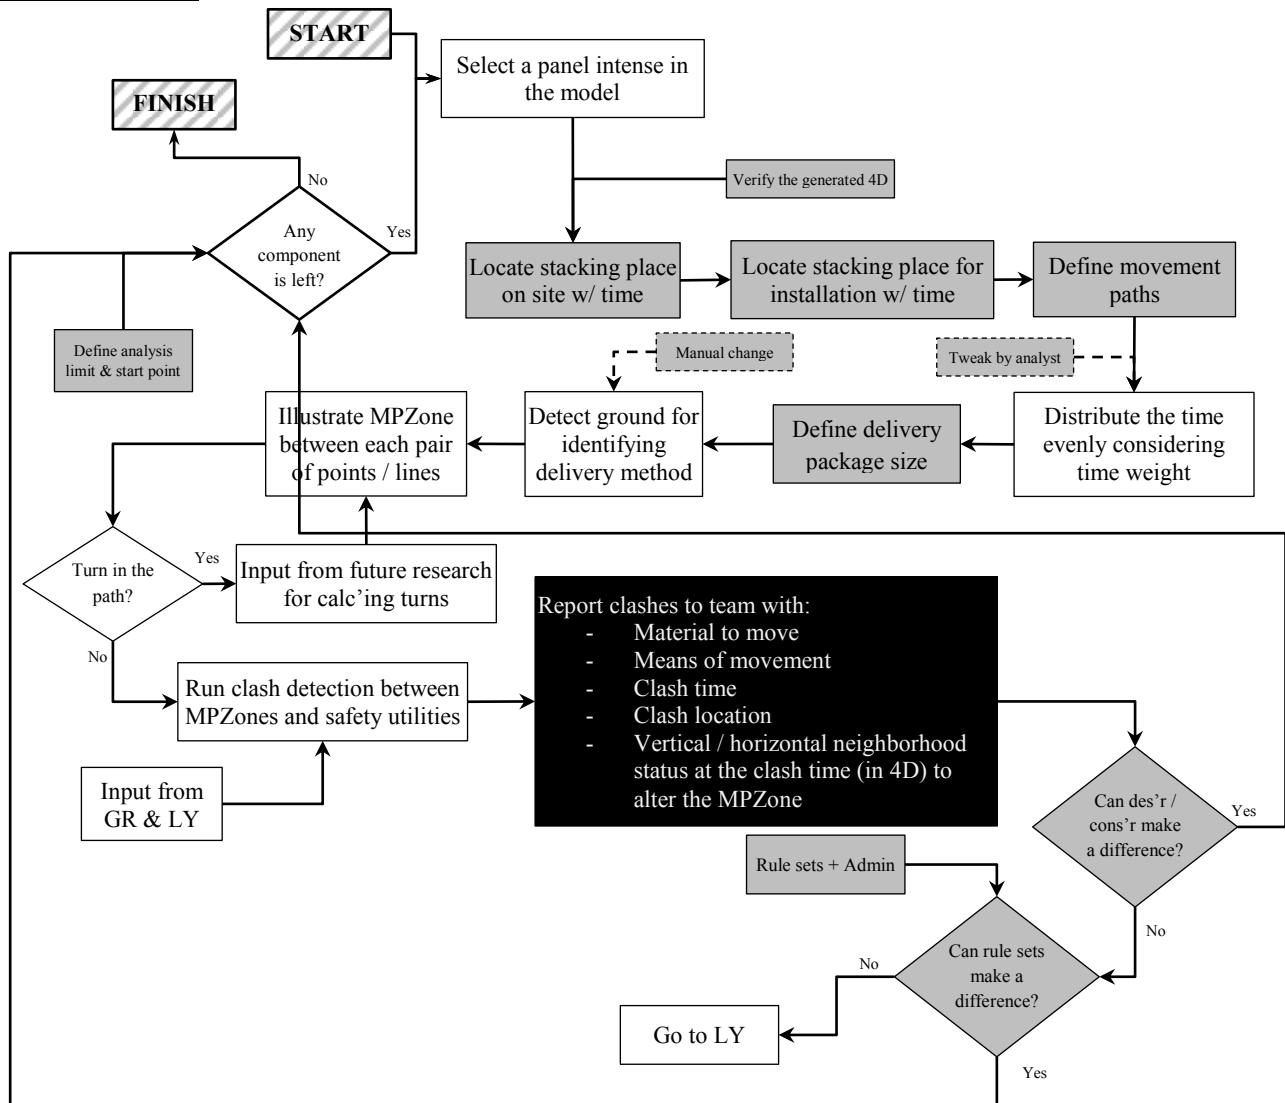 START
Select a panel intense in
the model
FINISH
No
Verify the generated 4D
Any
component
is left?
Yes
Locate stacking place
on site w/ time
Locate stacking place for
installation w/ time
Define movement
paths
Define analysis
limit & start point
Manual change
Tweak by analyst
Illustrate MPZone
between each pair
of points / lines
Detect ground for
identifying
delivery method
Define delivery
package size
Distribute the time
evenly considering
time weight
Turn in the
path?
Yes
Input from future research
for calc'ing turns
No
Report clashes to team with:
- Material to move
- Means of movement
- Clash time
- Clash location
- Vertical / horizontal neighborhood
status at the clash time (in 4D) to
alter the MPZone
Run clash detection between
MPZones and safety utilities
Input from
GR & LY
Can des'r /
cons'r make
a difference?
Yes
Rule sets + Admin
No
Can rule sets
make a
difference?
No
Go to LY
Yes